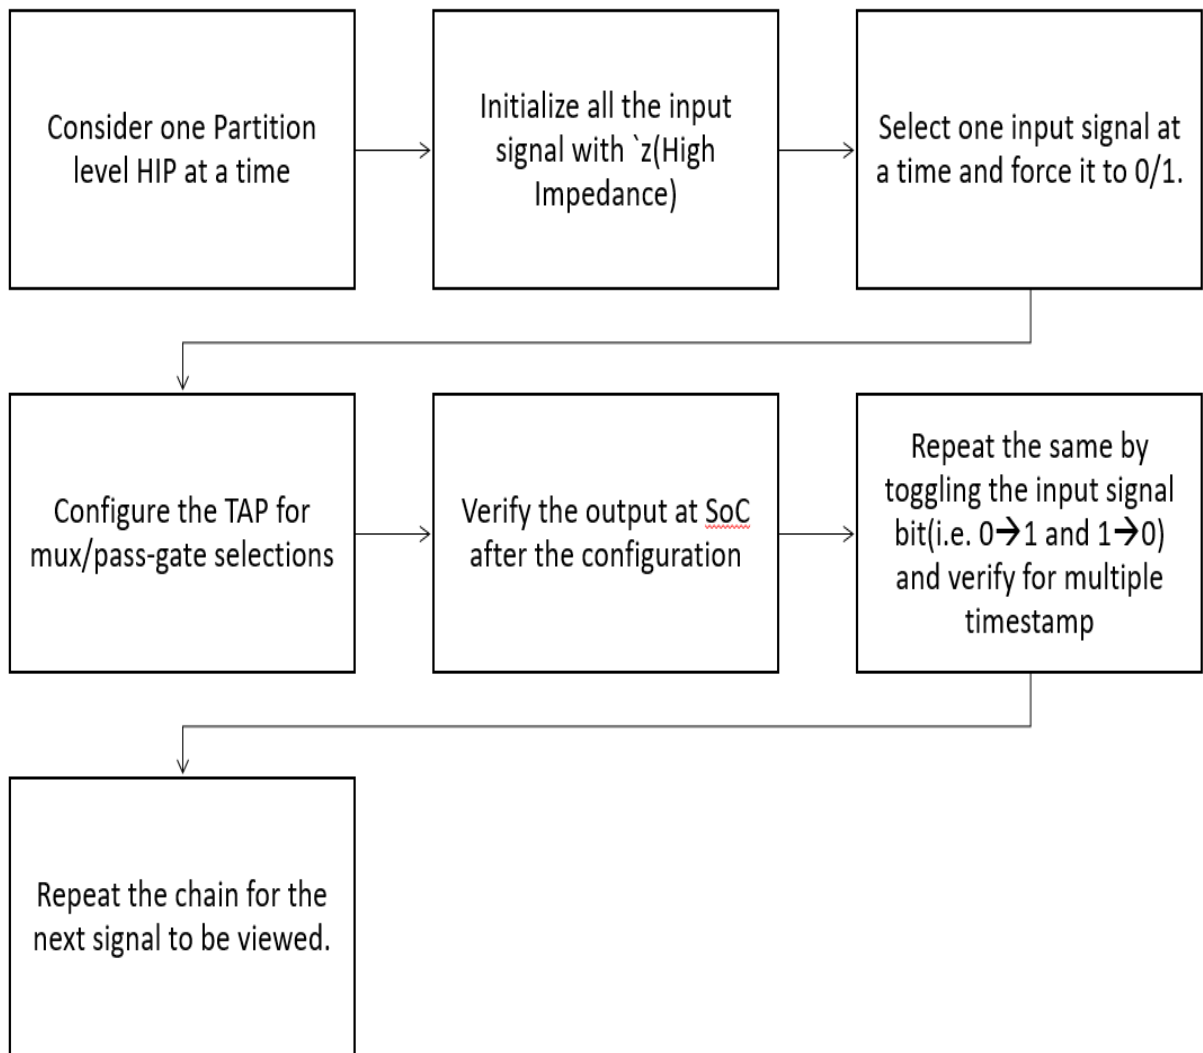 Consider one Partition
level HIP at a time
Initialize all the input
signal with `z(High
Impedance)
Select one input signal at
a time and force it to 0/1.
Configure the TAP for
mux/pass-gate selections
Verify the output at SoC
after the configuration
Repeat the same by
toggling the input signal
bit(i.e. 0→1 and 1→0)
and verify for multiple
timestamp
Repeat the chain for the
next signal to be viewed.